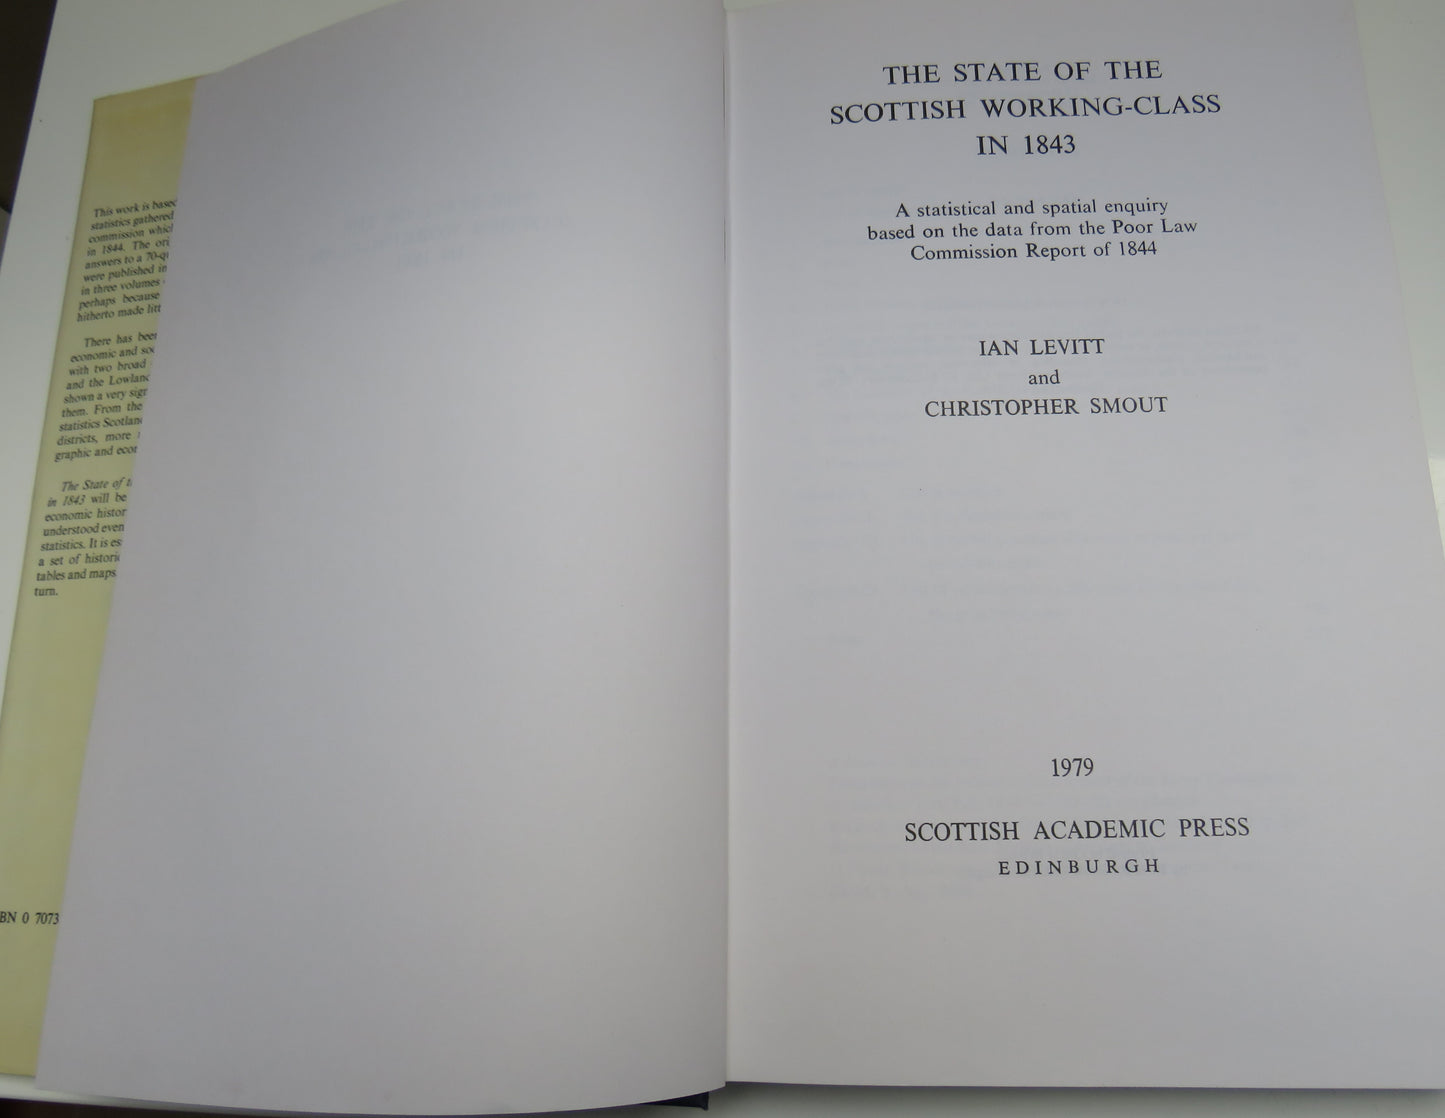 This work is based
statistics gathered
commission which
in 1844. The ori
answers to a 70-qu
were published in
in three volumes
perhaps because
hitherto made litt
There has been
economic and soc
with two broad
and the Lowland
shown a very sign
them. From the
statistics Scotland
districts, more
graphic and econ
The State of t
in 1843 will be
economic histor
understood even
statistics. It is es
a set of historic
tables and maps
turn.
BN 0 7073
THE STATE OF THE
SCOTTISH WORKING-CLASS
IN 1843
A statistical and spatial enquiry
based on the data from the Poor Law
Commission Report of 1844
IAN LEVITT
and
CHRISTOPHER SMOUT
1979
SCOTTISH ACADEMIC PRESS
EDINBURGH